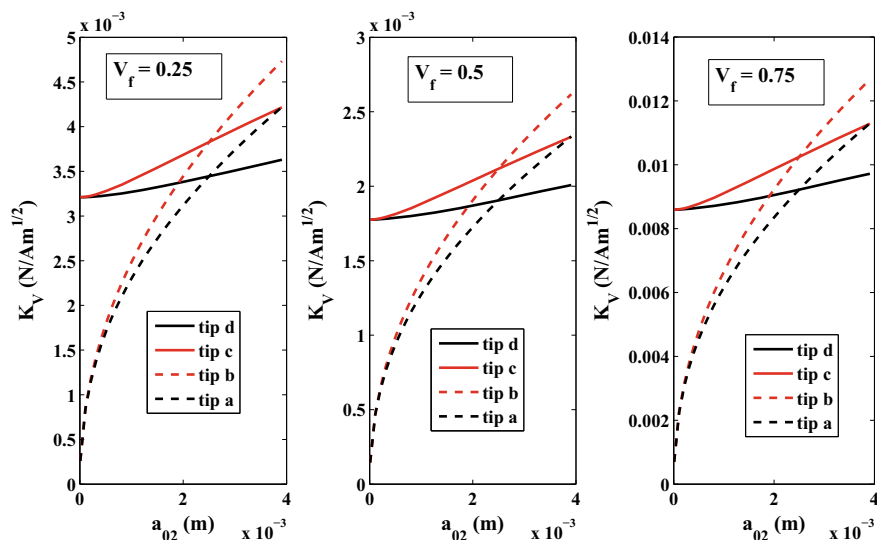 x 10⁻³
5
4.5
4
3.5
3
2.5
2
1.5
1
0.5
0
K_V (N/Am^1/2)
V_f = 0.25
tip d
tip c
tip b
tip a
0 2 4
a_02 (m) x 10⁻³
x 10⁻³
3
2.5
2
1.5
1
0.5
0
K_V (N/Am^1/2)
V_f = 0.5
tip d
tip c
tip b
tip a
0 2 4
a_02 (m) x 10⁻³
0.014
0.012
0.01
0.008
0.006
0.004
0.002
0
K_V (N/Am^1/2)
V_f = 0.75
tip d
tip c
tip b
tip a
0 2 4
a_02 (m) x 10⁻³